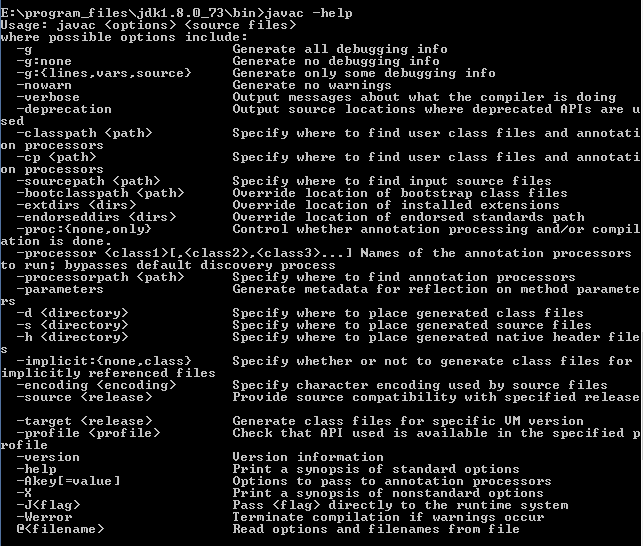 E:\program_files\jdk1.8.0_73\bin>javac -help
Usage: javac <options> <source files>
where possible options include:
  -g                         Generate all debugging info
  -g:none                    Generate no debugging info
  -g:{lines,vars,source}     Generate only some debugging info
  -nowarn                    Generate no warnings
  -verbose                   Output messages about what the compiler is doing
  -deprecation               Output source locations where deprecated APIs are u
sed
  -classpath <path>          Specify where to find user class files and annotati
on processors
  -cp <path>                 Specify where to find user class files and annotati
on processors
  -sourcepath <path>         Specify where to find input source files
  -bootclasspath <path>      Override location of bootstrap class files
  -extdirs <dirs>            Override location of installed extensions
  -endorseddirs <dirs>       Override location of endorsed standards path
  -proc:{none,only}          Control whether annotation processing and/or compil
ation is done.
  -processor <class1>[,<class2>,<class3>...] Names of the annotation processors
to run; bypasses default discovery process
  -processorpath <path>      Specify where to find annotation processors
  -parameters                Generate metadata for reflection on method paramete
rs
  -d <directory>             Specify where to place generated class files
  -s <directory>             Specify where to place generated source files
  -h <directory>             Specify where to place generated native header file
s
  -implicit:{none,class}     Specify whether or not to generate class files for
implicitly referenced files
  -encoding <encoding>       Specify character encoding used by source files
  -source <release>          Provide source compatibility with specified release
  -target <release>          Generate class files for specific VM version
  -profile <profile>         Check that API used is available in the specified p
rofile
  -version                   Version information
  -help                      Print a synopsis of standard options
  -Akey[=value]              Options to pass to annotation processors
  -X                         Print a synopsis of nonstandard options
  -J<flag>                   Pass <flag> directly to the runtime system
  -Werror                    Terminate compilation if warnings occur
  @<filename>                Read options and filenames from file